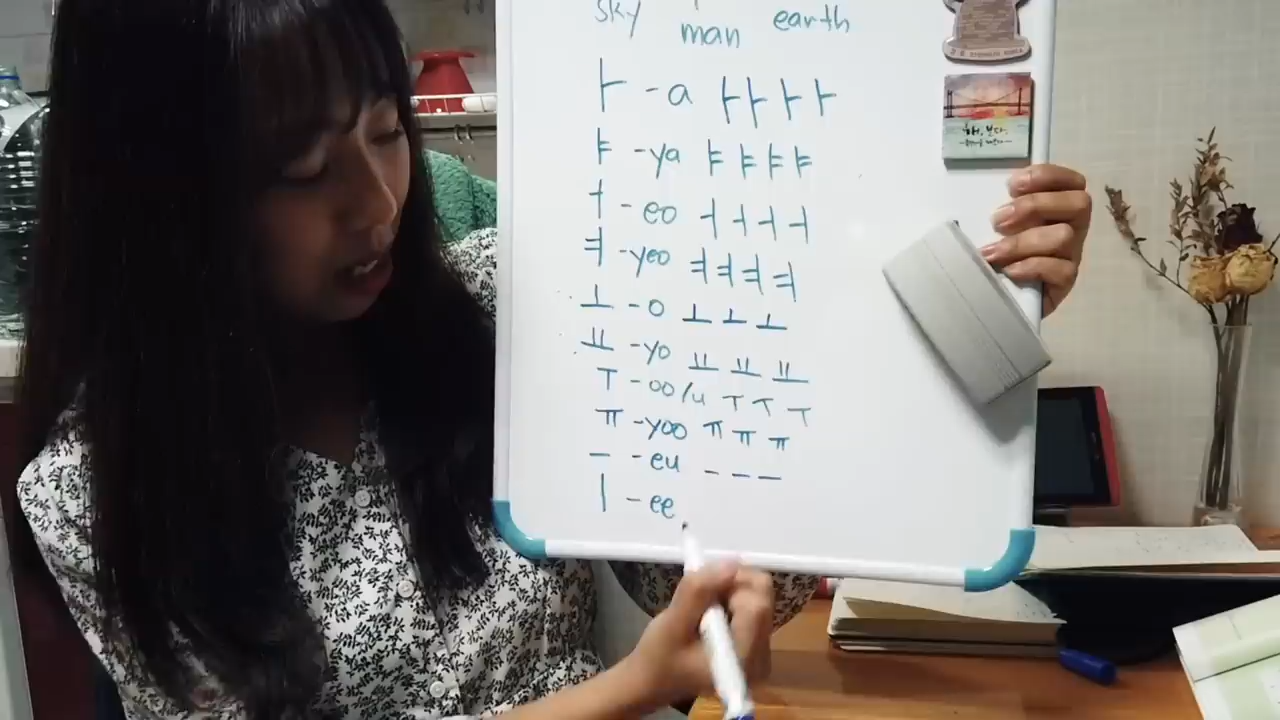 sky man earth
ㅏ - a ㅏㅏㅏㅏ
ㅑ - ya ㅑㅑㅑㅑ
ㅓ - eo ㅓㅓㅓㅓ
ㅕ - yeo ㅕㅕㅕㅕ
ㅗ - o ㅗㅗㅗ
ㅛ - yo ㅛㅛㅛ
ㅜ - oo/u ㅜㅜㅜ
ㅠ - yoo ㅠㅠㅠ
ㅡ - eu ㅡㅡㅡ
ㅣ - ee